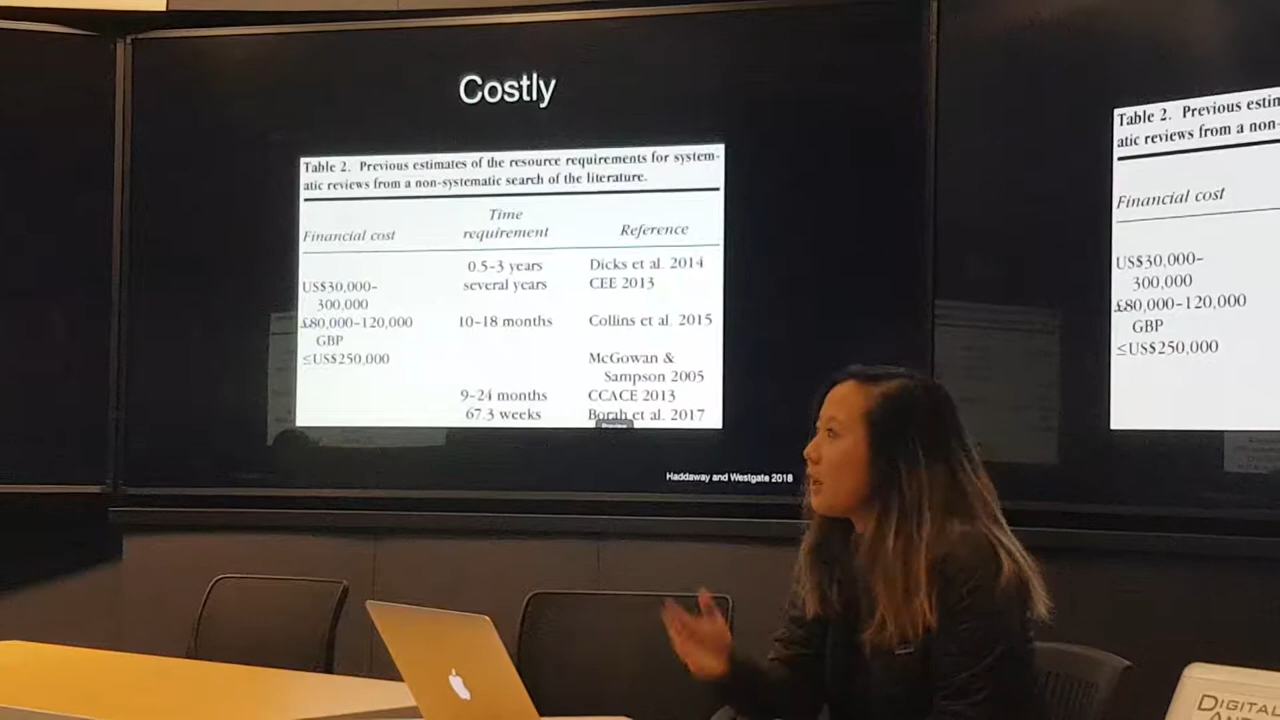 Costly
Table 2. Previous estimates of the resource requirements for system-
atic reviews from a non-systematic search of the literature.
Financial cost
Time
requirement
Reference
0.5–3 years
Dicks et al. 2014
US$30,000–
300,000
several years
CEE 2013
£80,000–120,000
GBP
10–18 months
Collins et al. 2015
≤US$250,000
McGowan &
Sampson 2005
9–24 months
CCACE 2013
67.3 weeks
Borah et al. 2017
Haddaway and Westgate 2018
Table 2. Previous
atic reviews from a non-
Financial cost
US$30,000–
300,000
£80,000–120,000
GBP
≤US$250,000
DIGITAL